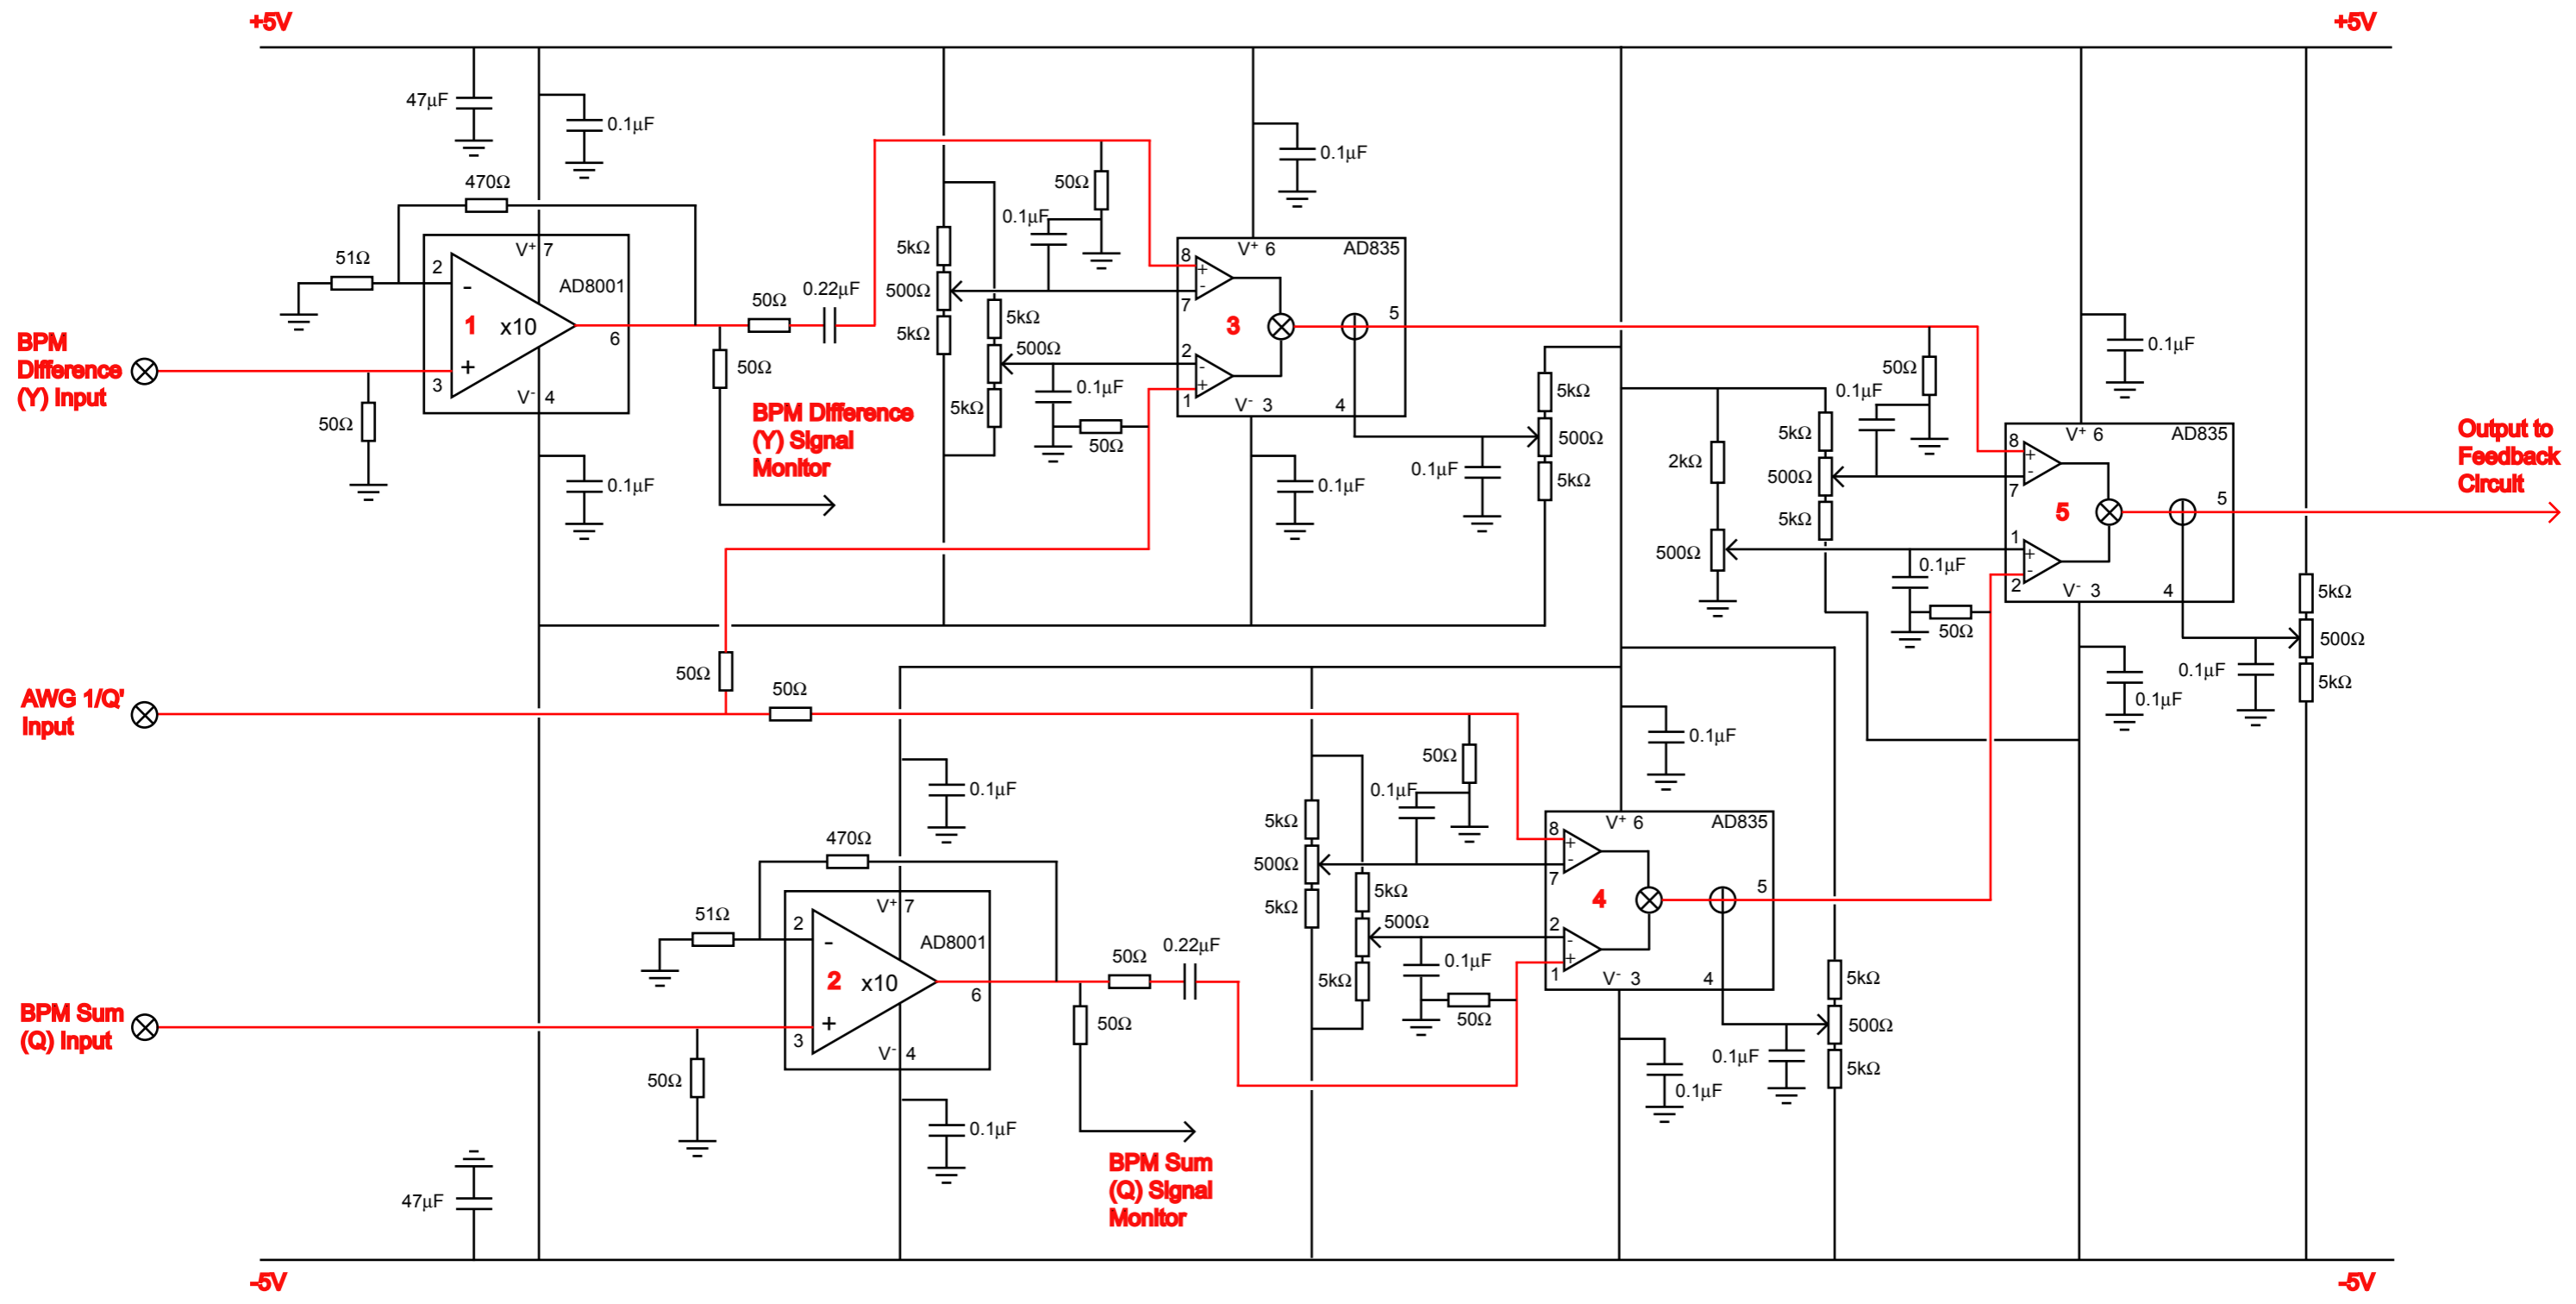 +5V
+5V
47µF
0.1µF
470Ω
51Ω
V+ 7
2
-
AD8001
1
x10
6
+
3
V- 4
BPM
Difference
(Y) Input
50Ω
0.1µF
50Ω
0.22µF
50Ω
BPM Difference
(Y) Signal
Monitor
5kΩ
500Ω
5kΩ
5kΩ
500Ω
5kΩ
50Ω
0.1µF
0.1µF
50Ω
0.1µF
V+ 6
AD835
8
+
-
7
3
5
2
-
+
1
V- 3
4
0.1µF
0.1µF
5kΩ
500Ω
5kΩ
2kΩ
500Ω
5kΩ
500Ω
5kΩ
0.1µF
50Ω
0.1µF
50Ω
0.1µF
V+ 6
AD835
8
+
-
7
5
5
1
+
-
2
V- 3
4
0.1µF
0.1µF
5kΩ
500Ω
5kΩ
Output to
Feedback
Circuit
AWG 1/Q'
Input
50Ω
50Ω
0.1µF
470Ω
51Ω
V+ 7
2
-
AD8001
2
x10
6
+
3
V- 4
BPM Sum
(Q) Input
50Ω
0.1µF
50Ω
0.22µF
50Ω
BPM Sum
(Q) Signal
Monitor
5kΩ
500Ω
5kΩ
5kΩ
500Ω
5kΩ
50Ω
0.1µF
0.1µF
50Ω
0.1µF
V+ 6
AD835
8
+
-
7
4
5
2
-
+
1
V- 3
4
0.1µF
0.1µF
5kΩ
500Ω
5kΩ
47µF
-5V
-5V